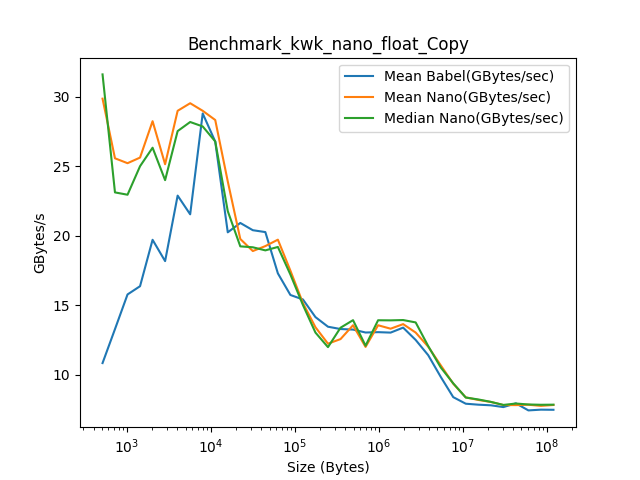 Benchmark_kwk_nano_float_Copy
Mean Babel(GBytes/sec)
Mean Nano(GBytes/sec)
Median Nano(GBytes/sec)
GBytes/s
30
25
20
15
10
10³
10⁴
10⁵
10⁶
10⁷
10⁸
Size (Bytes)